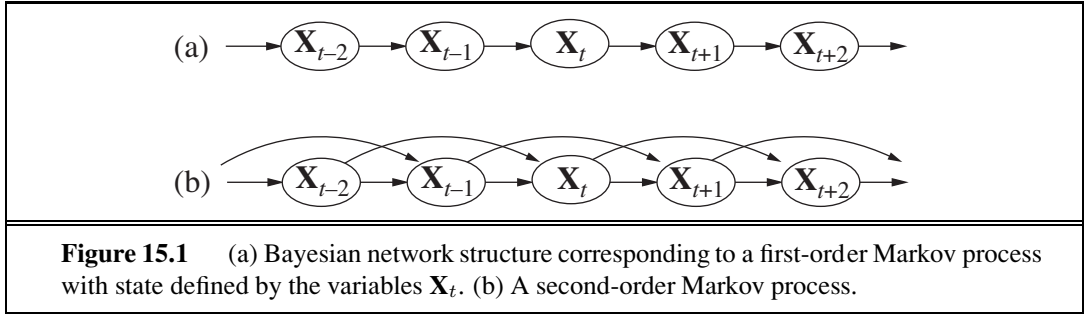 (a) X_{t–2} X_{t–1} X_t X_{t+1} X_{t+2}
(b) X_{t–2} X_{t–1} X_t X_{t+1} X_{t+2}
Figure 15.1 (a) Bayesian network structure corresponding to a first-order Markov process
with state defined by the variables X_t. (b) A second-order Markov process.